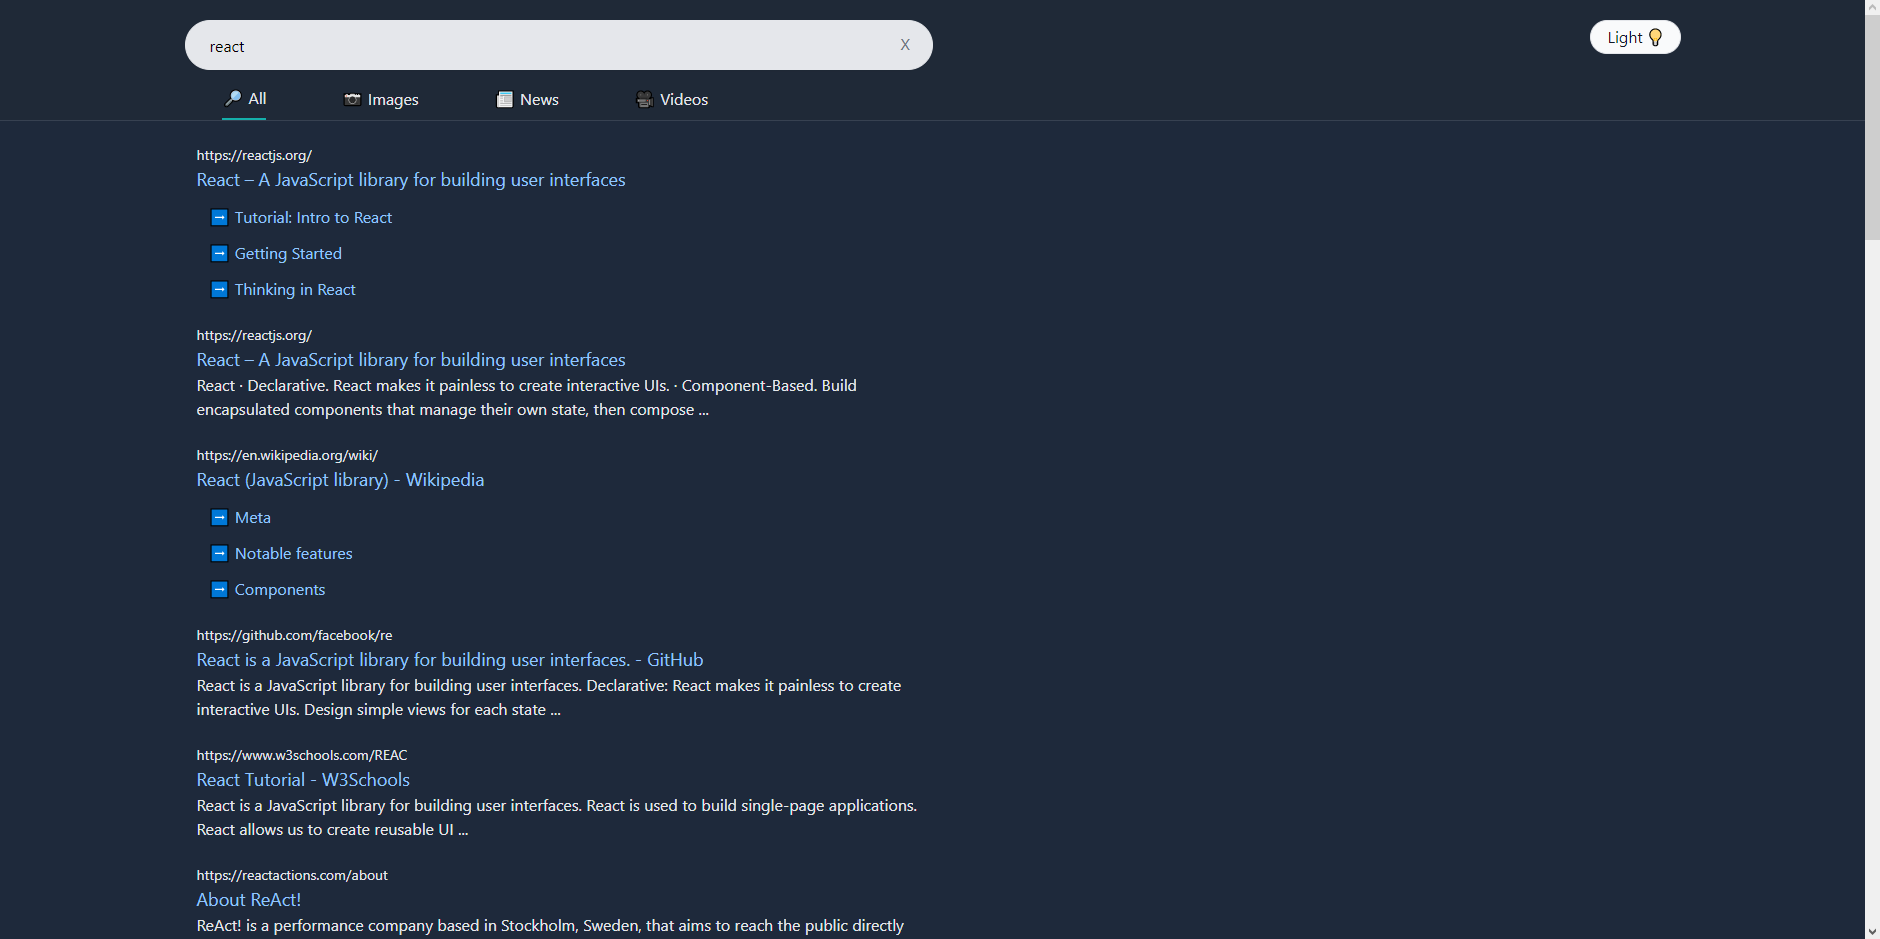 react X
Light
All Images News Videos
https://reactjs.org/
React – A JavaScript library for building user interfaces
Tutorial: Intro to React
Getting Started
Thinking in React
https://reactjs.org/
React – A JavaScript library for building user interfaces
React · Declarative. React makes it painless to create interactive UIs. · Component-Based. Build
encapsulated components that manage their own state, then compose ...
https://en.wikipedia.org/wiki/
React (JavaScript library) - Wikipedia
Meta
Notable features
Components
https://github.com/facebook/re
React is a JavaScript library for building user interfaces. - GitHub
React is a JavaScript library for building user interfaces. Declarative: React makes it painless to create
interactive UIs. Design simple views for each state ...
https://www.w3schools.com/REAC
React Tutorial - W3Schools
React is a JavaScript library for building user interfaces. React is used to build single-page applications.
React allows us to create reusable UI ...
https://reactactions.com/about
About ReAct!
ReAct! is a performance company based in Stockholm, Sweden, that aims to reach the public directly